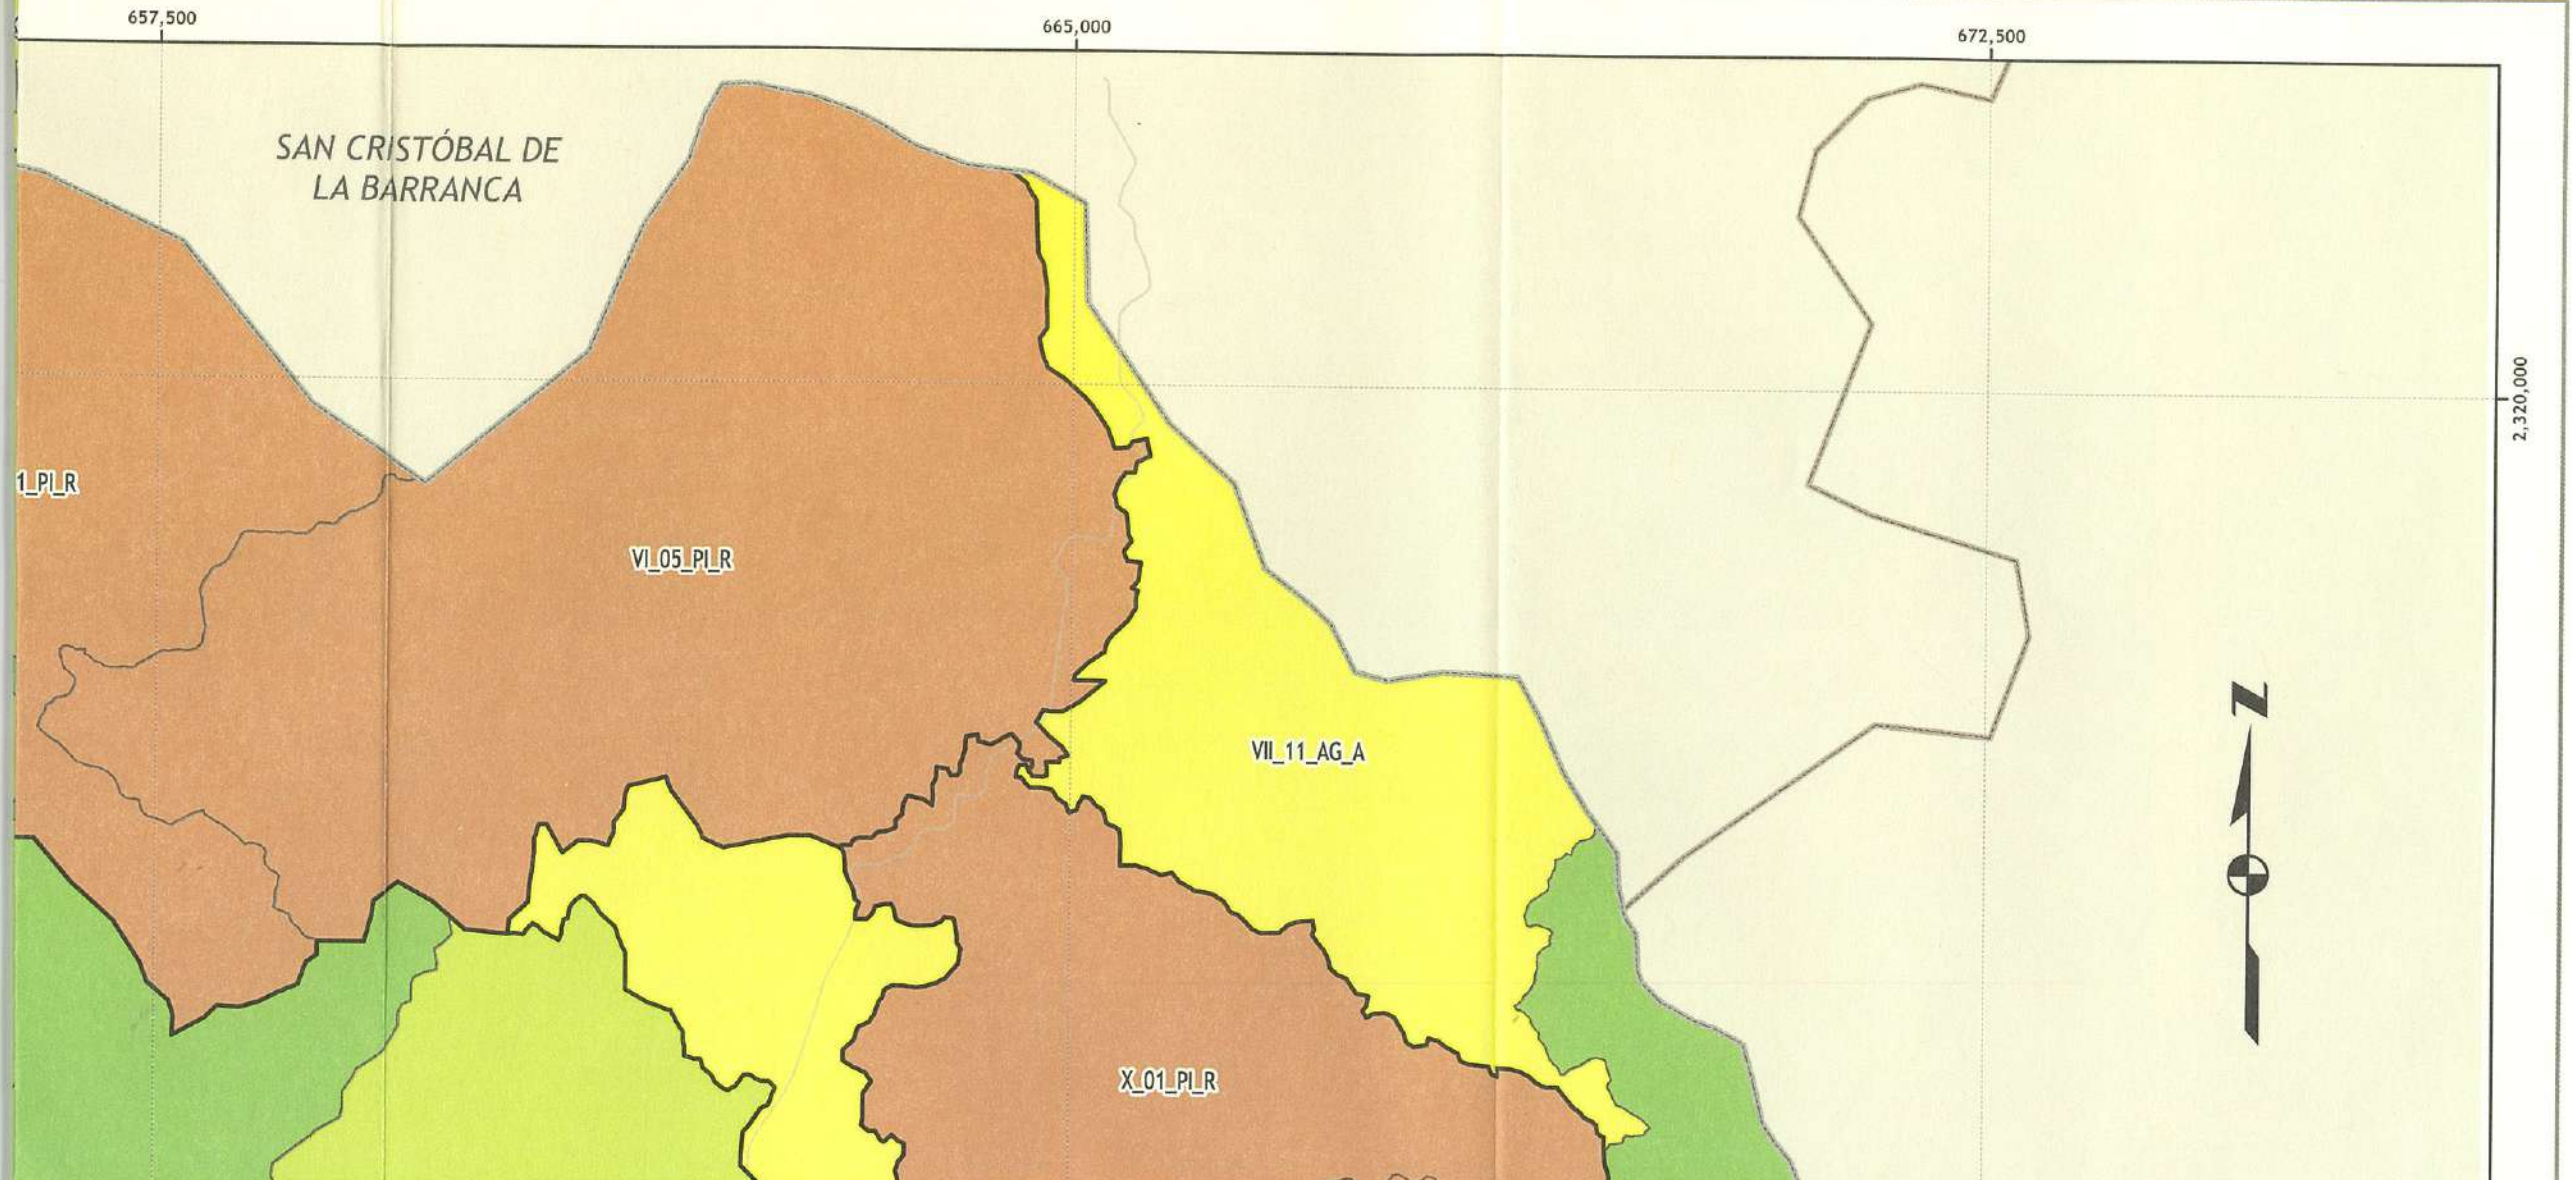 657,500
665,000
672,500
SAN CRISTÓBAL DE
LA BARRANCA
2,320,000
1_PI_R
VI_05_PI_R
N
VII_11_AG_A
X_01_PI_R